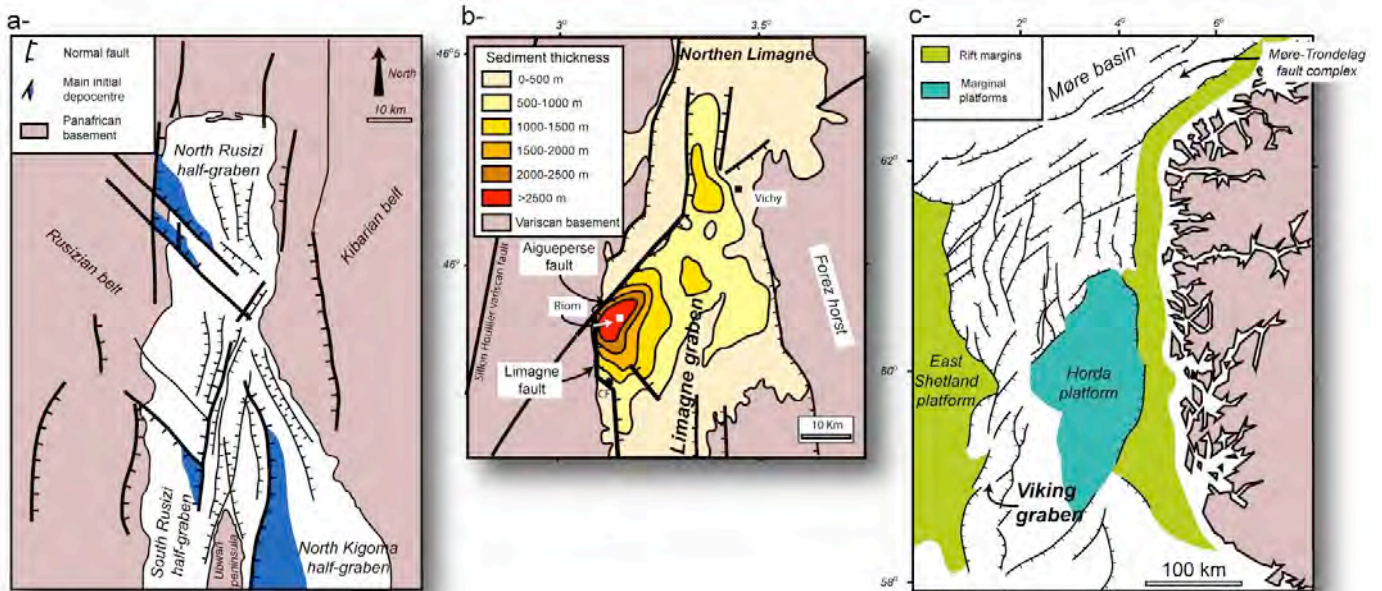 a-
Normal fault
Main initial
depocentre
Panafrican
basement
North
10 km
North Rusizi
half-graben
Rusizian belt
Kibarian belt
South Rusizi
half-graben
Ubwari
peninsula
North Kigoma
half-graben
b-
3°
3.5°
46°5
46°
Sediment thickness
0-500 m
500-1000 m
1000-1500 m
1500-2000 m
2000-2500 m
>2500 m
Variscan basement
Northen Limagne
Vichy
Aigueperse
fault
Riom
Limagne
fault
CF
Sillon Houillier variscan fault
Limagne graben
Forez horst
10 Km
c-
2°
4°
6°
62°
60°
58°
Rift margins
Marginal
platforms
Møre basin
Møre-Trondelag
fault complex
East
Shetland
platform
Horda
platform
Viking
graben
100 km